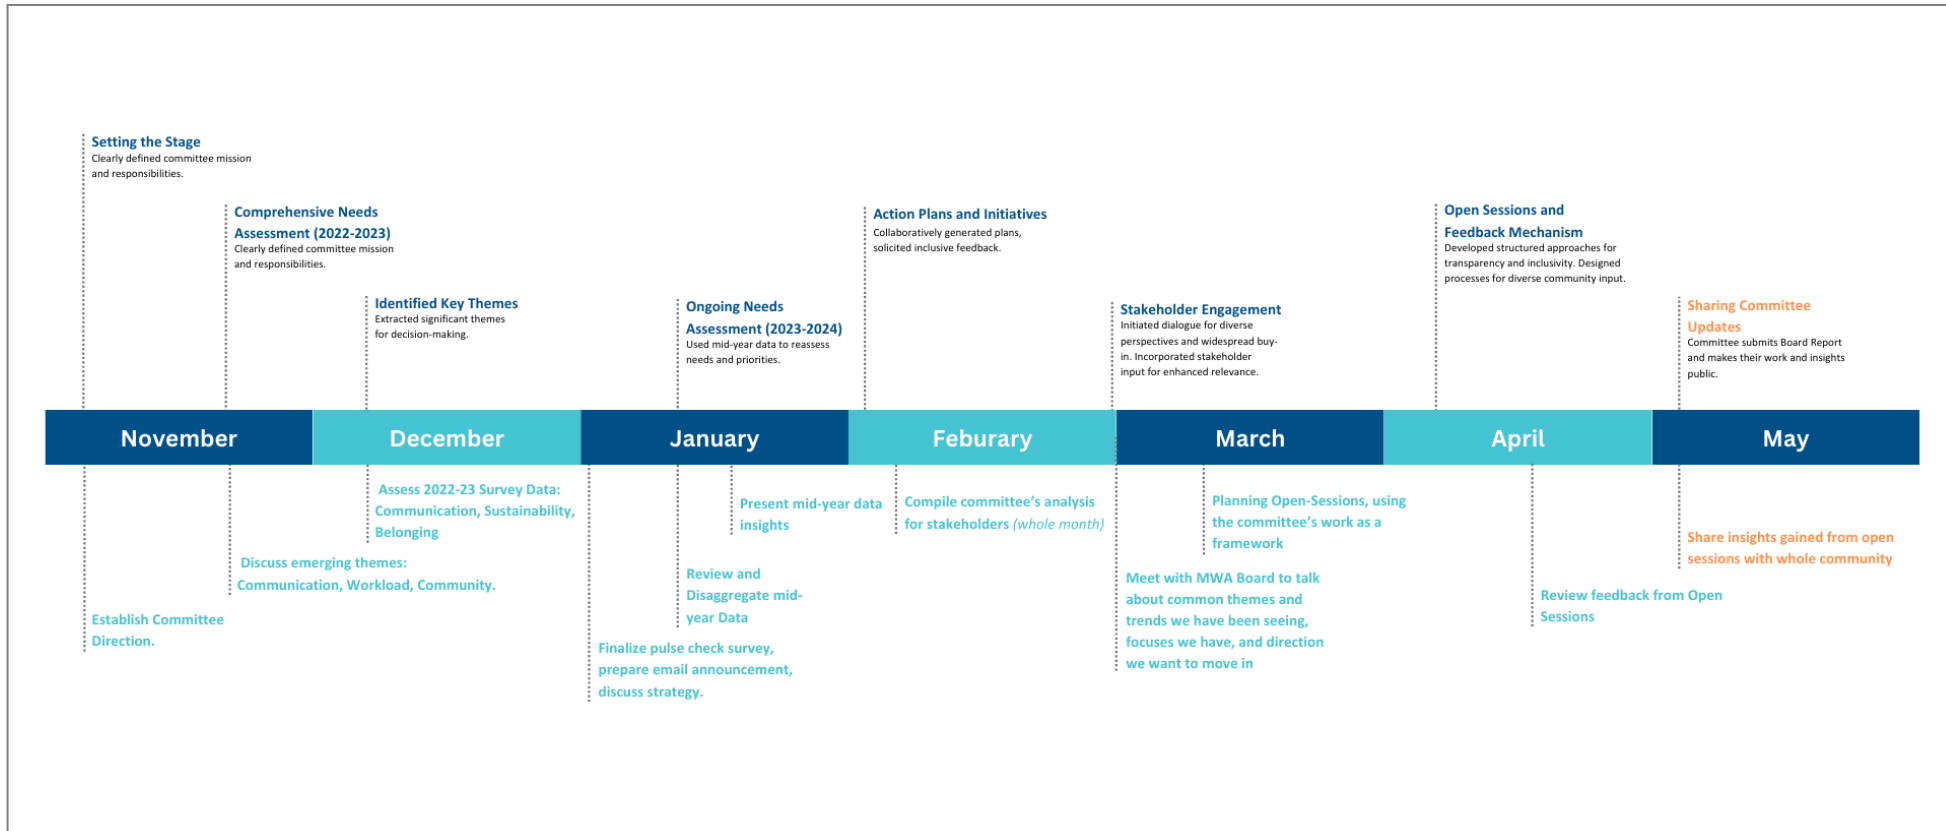 Setting the Stage
Clearly defined committee mission
and responsibilities.
Comprehensive Needs
Assessment (2022-2023)
Clearly defined committee mission
and responsibilities.
Identified Key Themes
Extracted significant themes
for decision-making.
Ongoing Needs
Assessment (2023-2024)
Used mid-year data to reassess
needs and priorities.
Action Plans and Initiatives
Collaboratively generated plans,
solicited inclusive feedback.
Stakeholder Engagement
Initiated dialogue for diverse
perspectives and widespread buy-
in. Incorporated stakeholder
input for enhanced relevance.
Open Sessions and
Feedback Mechanism
Developed structured approaches for
transparency and inclusivity. Designed
processes for diverse community input.
Sharing Committee
Updates
Committee submits Board Report
and makes their work and insights
public.
November
December
January
Feburary
March
April
May
Establish Committee
Direction.
Discuss emerging themes:
Communication, Workload, Community.
Assess 2022-23 Survey Data:
Communication, Sustainability,
Belonging
Finalize pulse check survey,
prepare email announcement,
discuss strategy.
Review and
Disaggregate mid-
year Data
Present mid-year data
insights
Compile committee’s analysis
for stakeholders (whole month)
Meet with MWA Board to talk
about common themes and
trends we have been seeing,
focuses we have, and direction
we want to move in
Planning Open-Sessions, using
the committee’s work as a
framework
Review feedback from Open
Sessions
Share insights gained from open
sessions with whole community